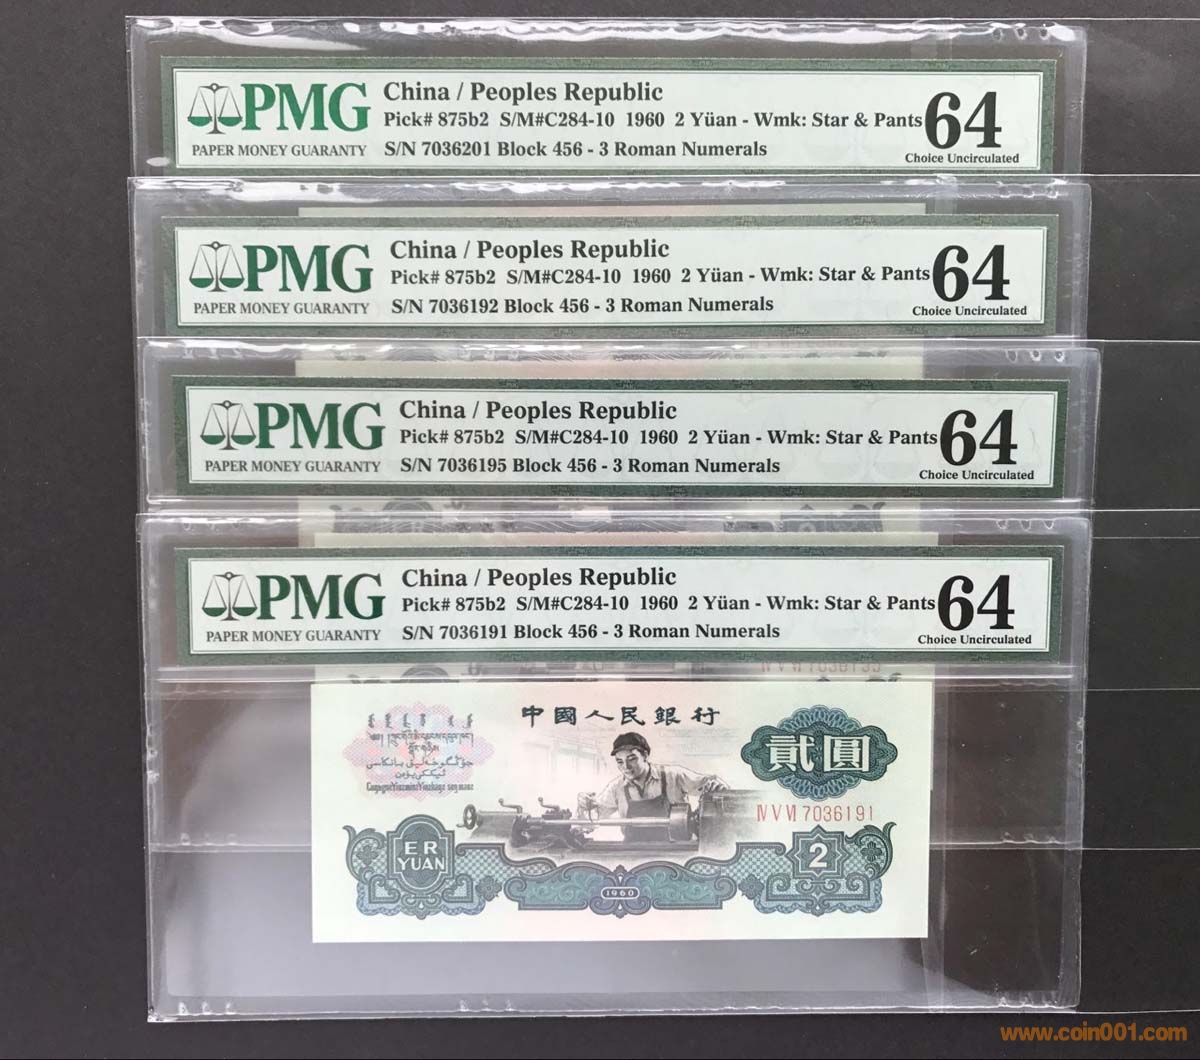 PMG
PAPER MONEY GUARANTY
China / Peoples Republic
Pick# 875b2 S/M#C284-10 1960 2 Yüan - Wmk: Star & Pants
S/N 7036201 Block 456 - 3 Roman Numerals
64
Choice Uncirculated
PMG
PAPER MONEY GUARANTY
China / Peoples Republic
Pick# 875b2 S/M#C284-10 1960 2 Yüan - Wmk: Star & Pants
S/N 7036192 Block 456 - 3 Roman Numerals
64
Choice Uncirculated
PMG
PAPER MONEY GUARANTY
China / Peoples Republic
Pick# 875b2 S/M#C284-10 1960 2 Yüan - Wmk: Star & Pants
S/N 7036195 Block 456 - 3 Roman Numerals
64
Choice Uncirculated
PMG
PAPER MONEY GUARANTY
China / Peoples Republic
Pick# 875b2 S/M#C284-10 1960 2 Yüan - Wmk: Star & Pants
S/N 7036191 Block 456 - 3 Roman Numerals
64
Choice Uncirculated
Ⅳ Ⅴ Ⅵ 7036195
中國人民銀行
貳圓
Ⅳ Ⅴ Ⅵ 7036191
ER
YUAN
2
1960
www.coin001.com